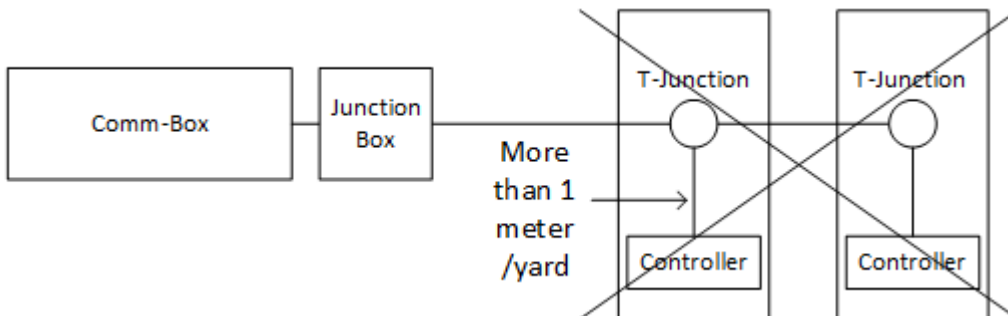 Comm-Box
Junction
Box
T-Junction
T-Junction
More
than 1
meter
/yard
Controller
Controller